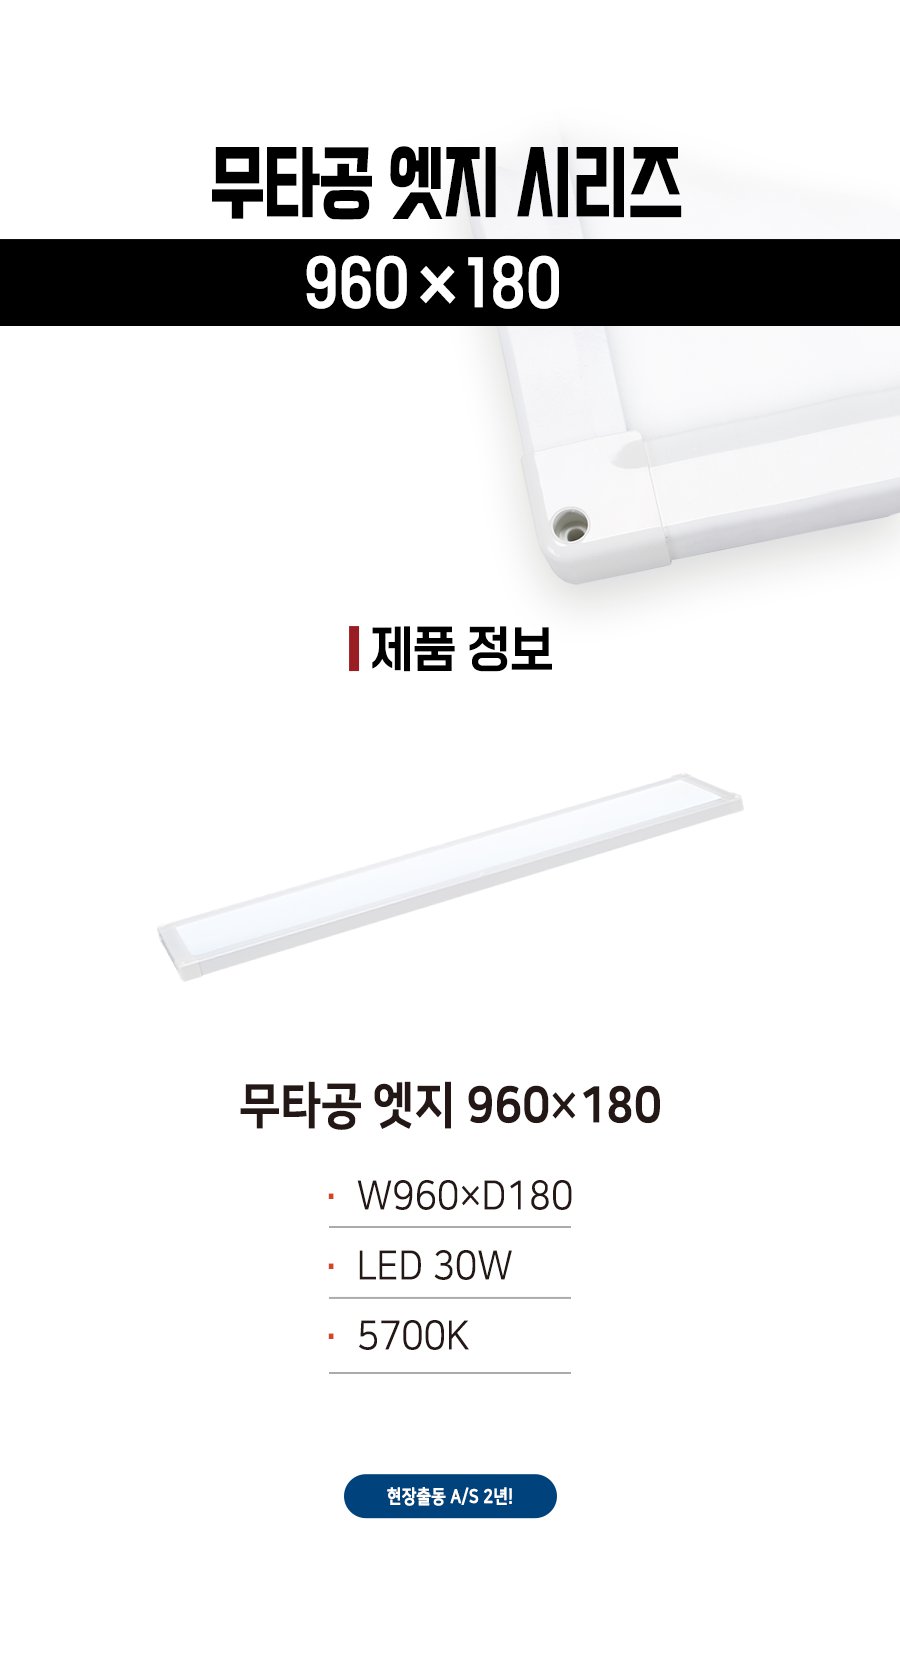 무타공 엣지 시리즈
960×180
제품 정보
무타공 엣지 960×180
· W960×D180
· LED 30W
· 5700K
현장출동 A/S 2년!